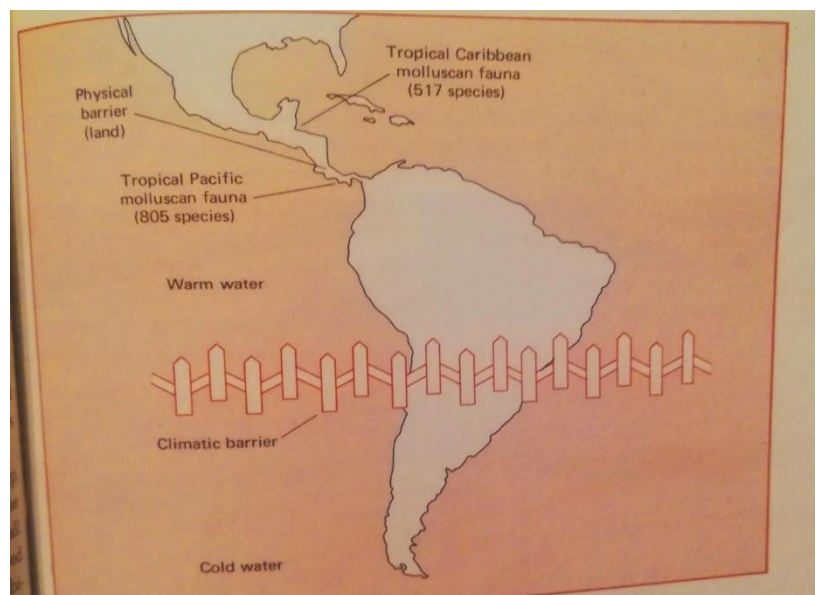 Tropical Caribbean
molluscan fauna
(517 species)
Physical
barrier
(land)
Tropical Pacific
molluscan fauna
(805 species)
Warm water
Climatic barrier
Cold water